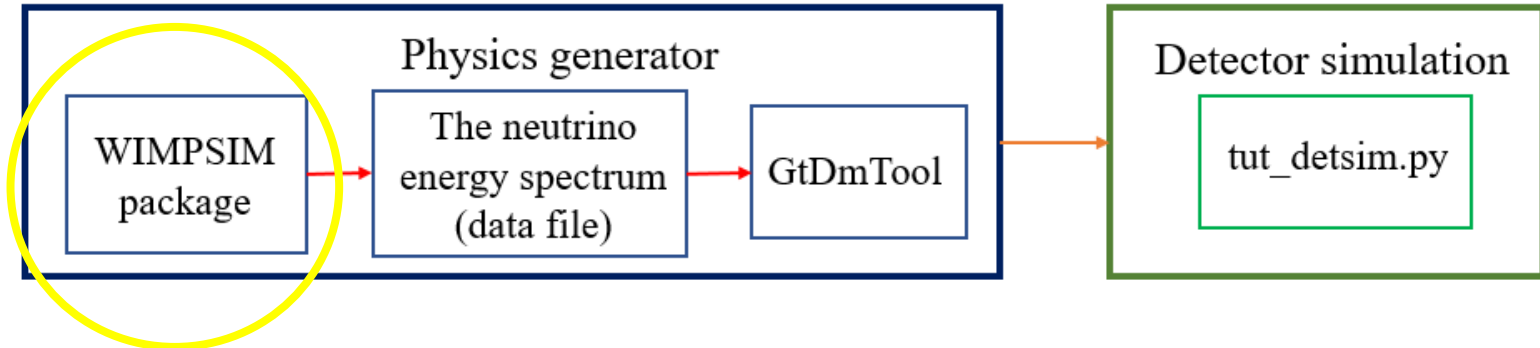 Physics generator
WIMPSIM
package
The neutrino
energy spectrum
(data file)
GtDmTool
Detector simulation
tut_detsim.py